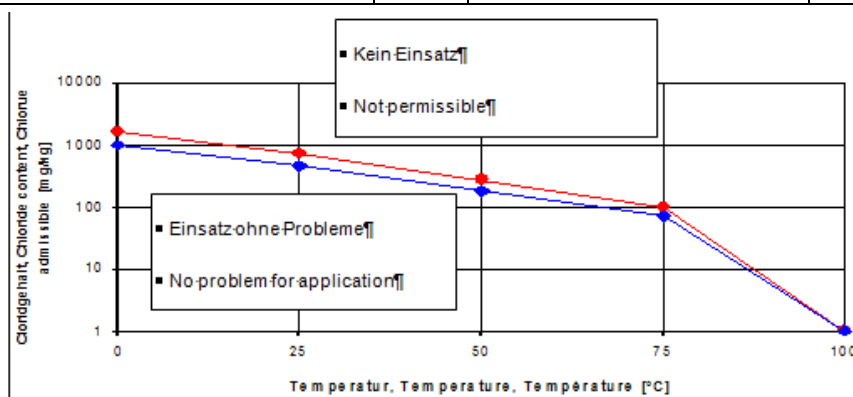 ▪ Kein·Einsatz¶
▪ Not·permissible¶
Cloridgehalt, Chloride content, Chlorue
admissible [mg/kg]
10000
1000
100
10
1
▪ Einsatz·ohne·Probleme¶
▪ No·problem·for·application¶
0
25
50
75
100
Temperatur, Temperature, Température [°C]